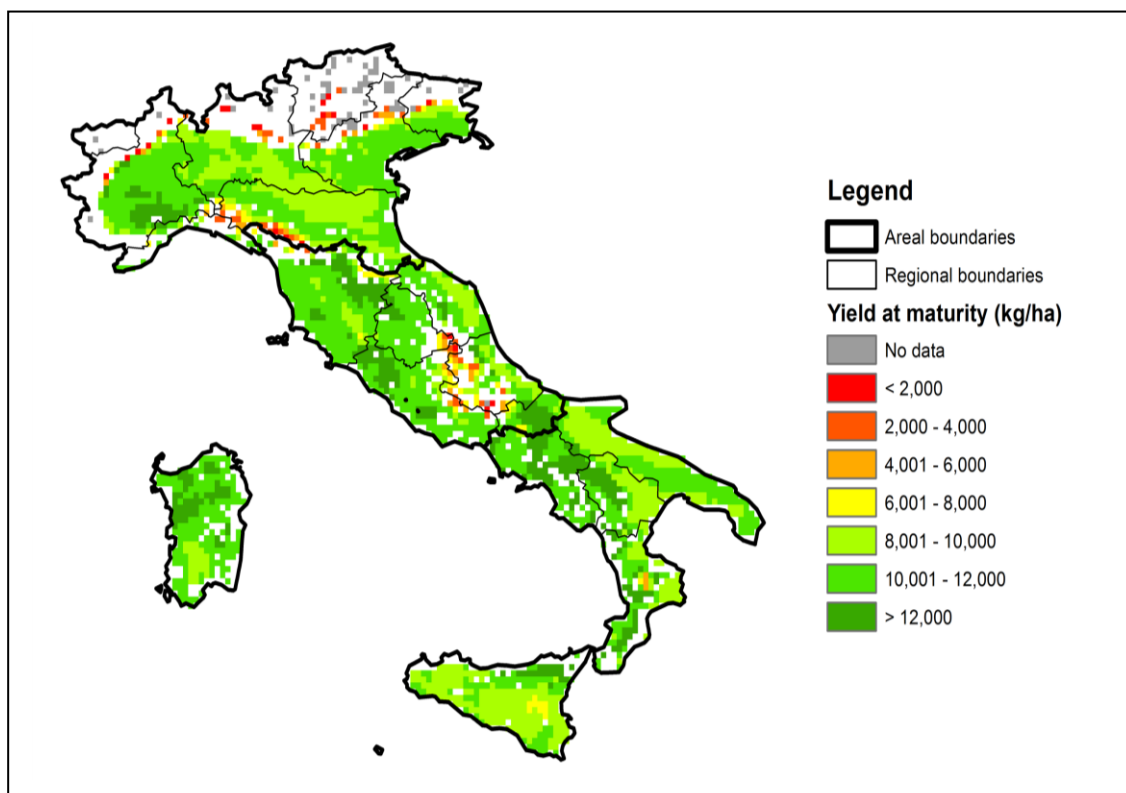 Legend
Areal boundaries
Regional boundaries
Yield at maturity (kg/ha)
No data
< 2,000
2,000 - 4,000
4,001 - 6,000
6,001 - 8,000
8,001 - 10,000
10,001 - 12,000
> 12,000